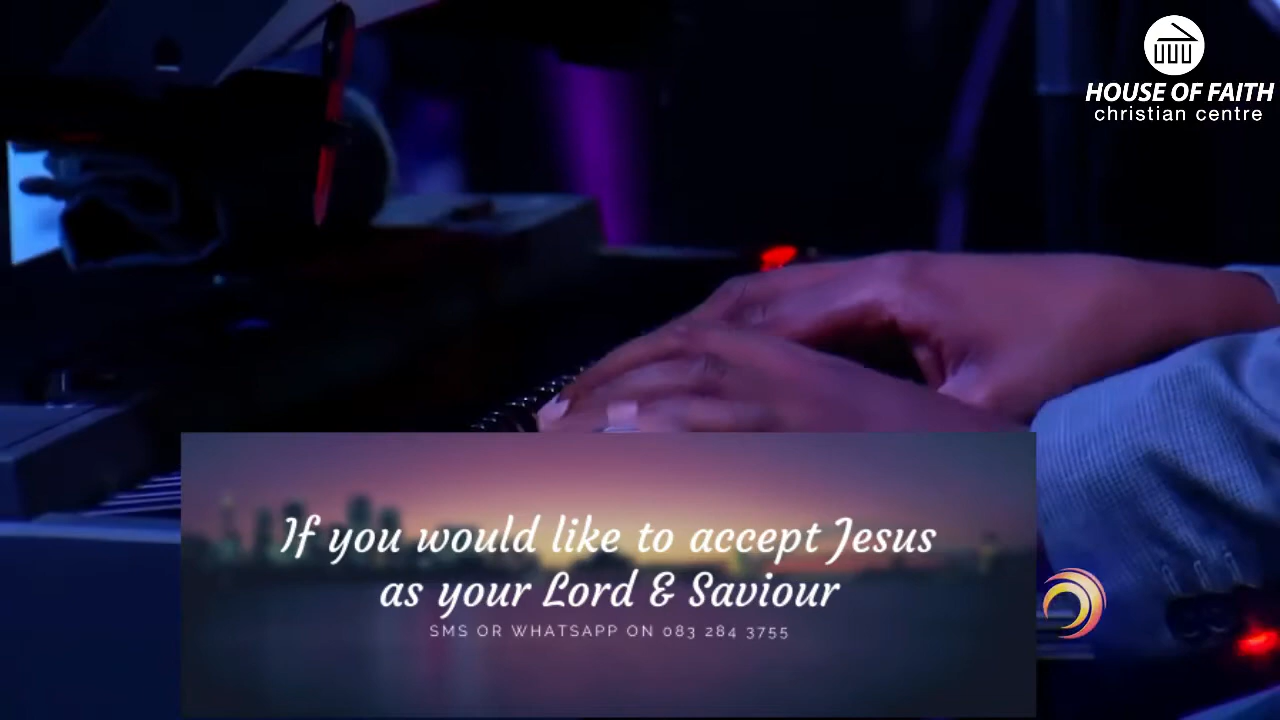 HOUSE OF FAITH
christian centre
If you would like to accept Jesus
as your Lord & Saviour
SMS OR WHATSAPP ON 083 284 3755